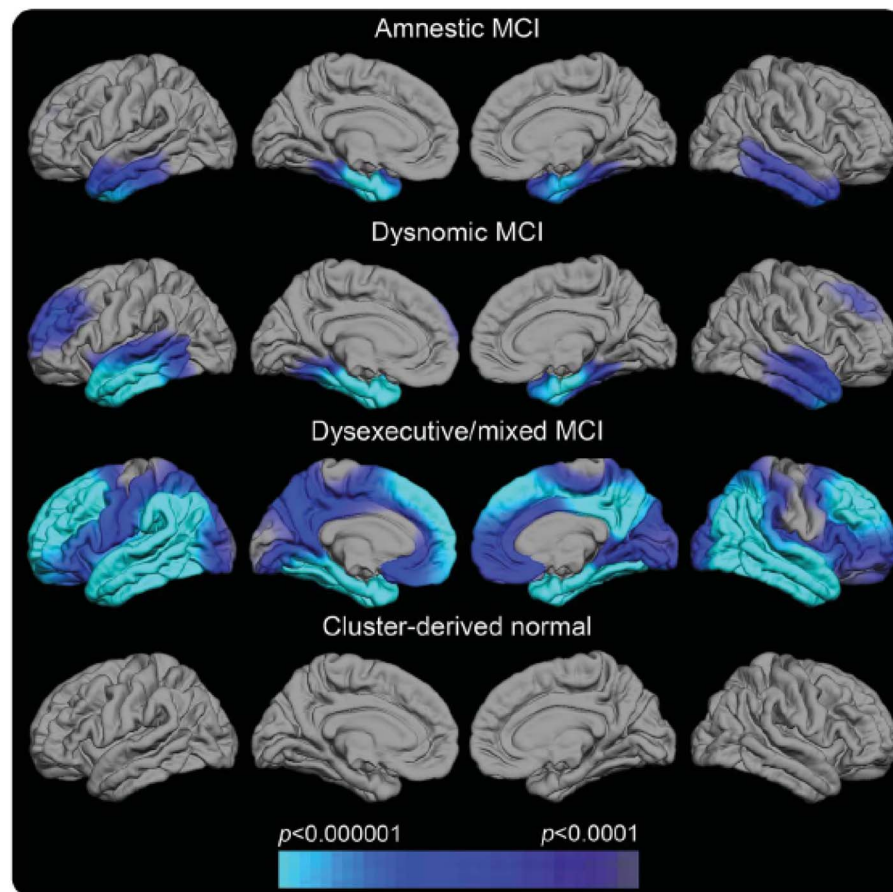 Amnestic MCI
Dysnomic MCI
Dysexecutive/mixed MCI
Cluster-derived normal
p<0.000001 p<0.0001